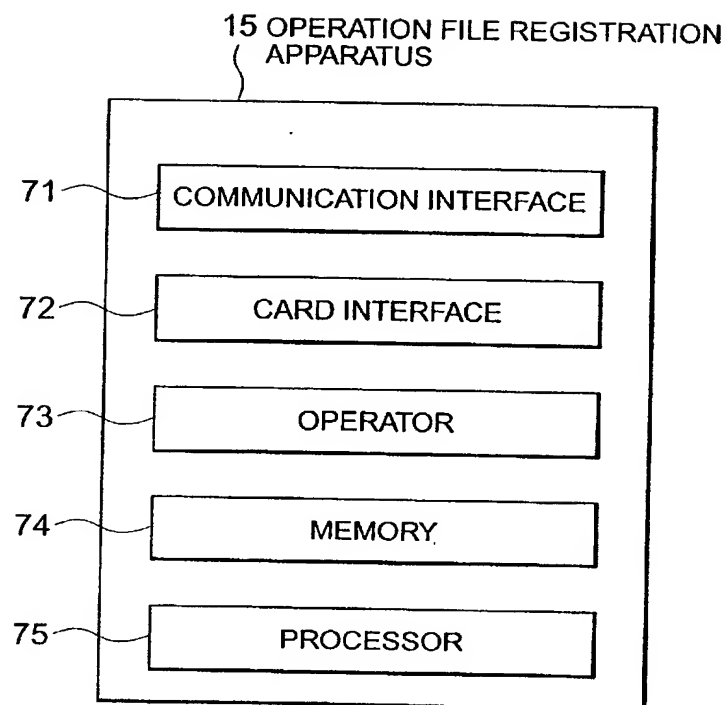 15 OPERATION FILE REGISTRATION
APPARATUS
71 COMMUNICATION INTERFACE
72 CARD INTERFACE
73 OPERATOR
74 MEMORY
75 PROCESSOR